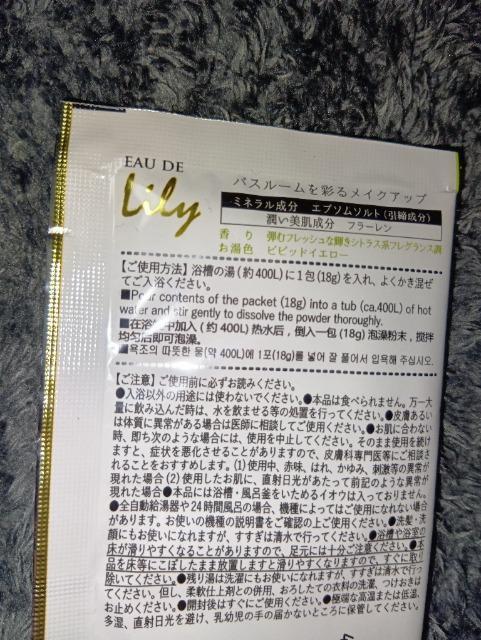 EAU DE
Lily
バスルームを彩るメイクアップ
ミネラル成分 エプソムソルト(引締成分)
潤い美肌成分 フラーレン
香り 弾むフレッシュな輝きシトラス系フレグランス調
お湯色 ビビッドイエロー
【ご使用方法】浴槽の湯(約400L)に1包(18g)を入れ、よくかき混ぜ
てご入浴ください。
■Pour contents of the packet (18g) into a tub (ca.400L) of hot
water and stir gently to dissolve the powder thoroughly.
■在浴 中加入(约400L)热水后,倒入一包(18g)泡澡粉末,搅拌
均匀后即可泡澡。
■욕조의 따뜻한 물(약 400L)에 1포(18g)를 넣어 잘 풀어서 입욕해 주십시오.
【ご注意】ご使用前に必ずお読みください。
●入浴以外の用途には使わないでください。●本品は食べられません。万一大
量に飲み込んだ時は、水を飲ませる等の処置を行ってください。●皮膚あるい
は体質に異常がある場合は医師に相談してご使用ください。●お肌に合わない
時、即ち次のような場合には、使用を中止してください。そのまま使用を続け
ますと、症状を悪化させることがありますので、皮膚科専門医等にご相談さ
れることをおすすめします。(1)使用中、赤味、はれ、かゆみ、刺激等の異常が
現れた場合(2)使用したお肌に、直射日光があたって前記のような異常が
現れた場合●本品には浴槽・風呂釜をいためるイオウは入っておりません。
●全自動給湯器や24時間風呂の場合、機種によってはご使用になれない場合
があります。お使いの機種の説明書をご確認の上ご使用ください。●洗髪・洗
顔にもお使いになれますが、すすぎは清水で行ってください。●浴槽や浴室の
床が滑りやすくなることがありますので、足元には十分ご注意ください。●本
品を床等にこぼしたまま放置しますと滑りやすくなりますので、すぐに取り
除いてください。●残り湯は洗濯にもお使いになれますが、すすぎは清水で行っ
てください。但し、柔軟仕上剤との併用、おろしたての衣料の洗濯、つけおきは
お止めください。●開封後はすぐにご使用ください。●極端な高温または低温、
多湿、直射日光を避け、乳幼児の手の届かないところに保管してください。